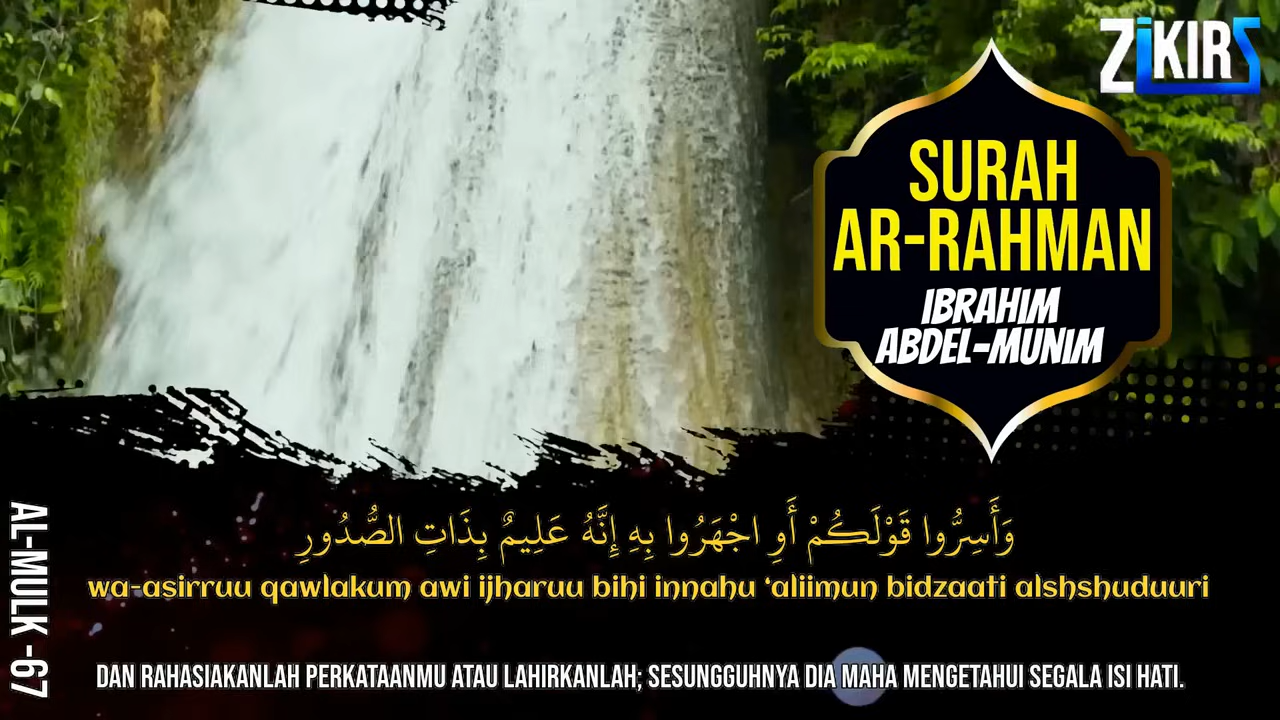 ZIKIRS
SURAH
AR-RAHMAN
IBRAHIM
ABDEL-MUNIM
وَأَسِرُّوا قَوْلَكُمْ أَوِ اجْهَرُوا بِهِ إِنَّهُ عَلِيمٌ بِذَاتِ الصُّدُورِ
wa-asirruu qawlakum awi ijharuu bihi innahu ‘aliimun bidzaati alshshuduuri
DAN RAHASIAKANLAH PERKATAANMU ATAU LAHIRKANLAH; SESUNGGUHNYA DIA MAHA MENGETAHUI SEGALA ISI HATI.
AL-MULK -67